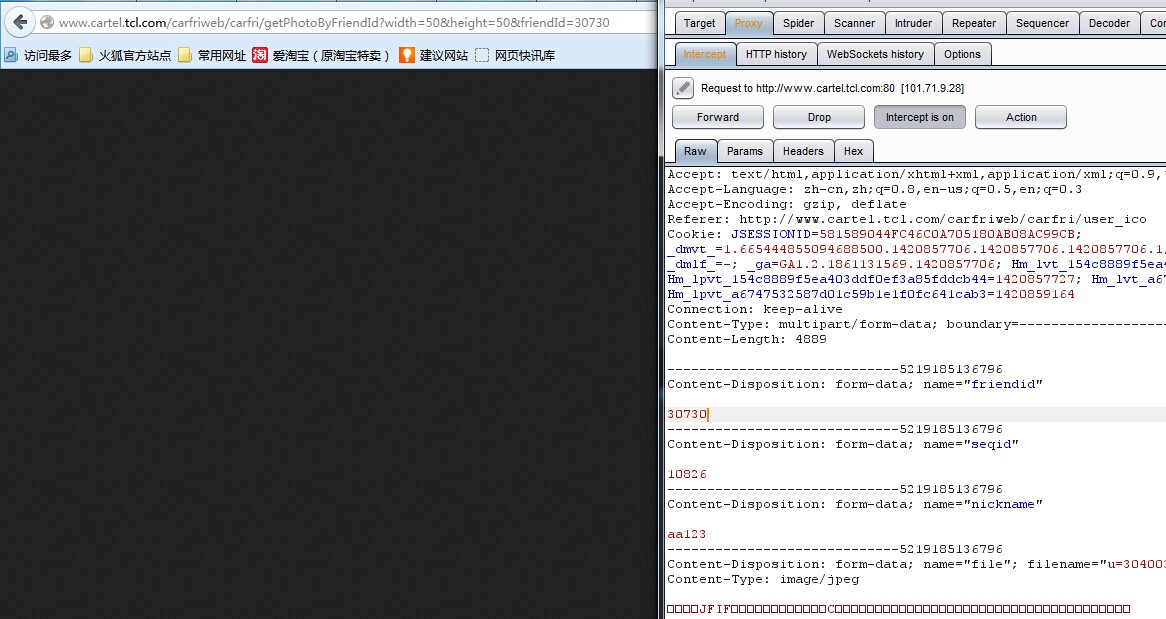 www.cartel.tcl.com/carfriweb/carfri/getPhotoByFriendId?width=50&height=50&friendId=30730
访问最多 火狐官方站点 常用网址 淘 爱淘宝（原淘宝特卖） 建议网站 网页快讯库
Target Proxy Spider Scanner Intruder Repeater Sequencer Decoder
Intercept HTTP history WebSockets history Options
Request to http://www.cartel.tcl.com:80 [101.71.9.28]
Forward Drop Intercept is on Action
Raw Params Headers Hex
Accept: text/html,application/xhtml+xml,application/xml;q=0.9,
Accept-Language: zh-cn,zh;q=0.8,en-us;q=0.5,en;q=0.3
Accept-Encoding: gzip, deflate
Referer: http://www.cartel.tcl.com/carfriweb/carfri/user_ico
Cookie: JSESSIONID=581589044FC46C0A705180AB08AC99CB;
_dmvt_=1.665444855094688500.1420857706.1420857706.1420857706.1
_dmlf_=-; _ga=GA1.2.1861131569.1420857706; Hm_lvt_154c8889f5ea4
Hm_lpvt_154c8889f5ea403ddf0ef3a85fddcb44=1420857727; Hm_lvt_a67
Hm_lpvt_a6747532587d01c59b1e1f0fc641cab3=1420859164
Connection: keep-alive
Content-Type: multipart/form-data; boundary=-------------------
Content-Length: 4889
-----------------------------5219185136796
Content-Disposition: form-data; name="friendid"
30730
-----------------------------5219185136796
Content-Disposition: form-data; name="seqid"
10826
-----------------------------5219185136796
Content-Disposition: form-data; name="nickname"
aa123
-----------------------------5219185136796
Content-Disposition: form-data; name="file"; filename="u=30400
Content-Type: image/jpeg
JFIF C